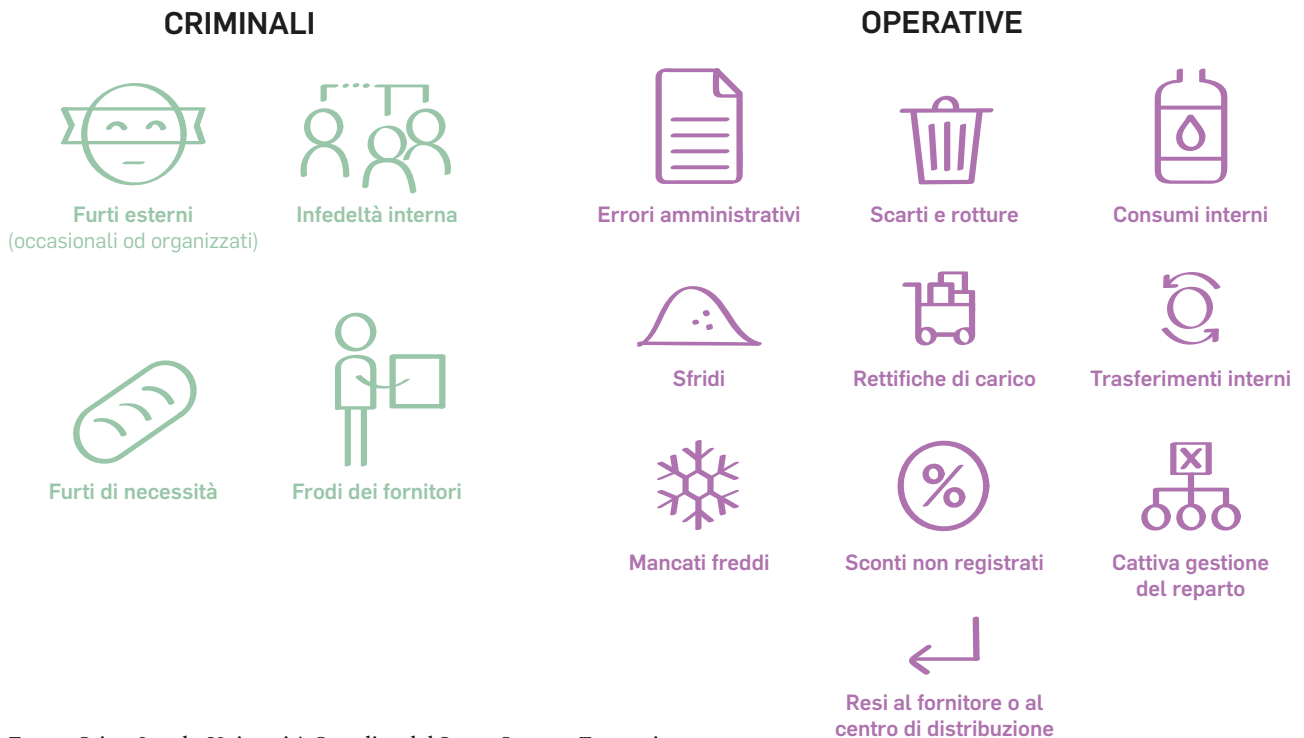 CRIMINALI
OPERATIVE
Furti esterni
(occasionali od organizzati)
Infedeltà interna
Errori amministrativi
Scarti e rotture
Consumi interni
Sfridi
Rettifiche di carico
Trasferimenti interni
Furti di necessità
Frodi dei fornitori
Mancati freddi
Sconti non registrati
Cattiva gestione
del reparto
Resi al fornitore o al
centro di distribuzione